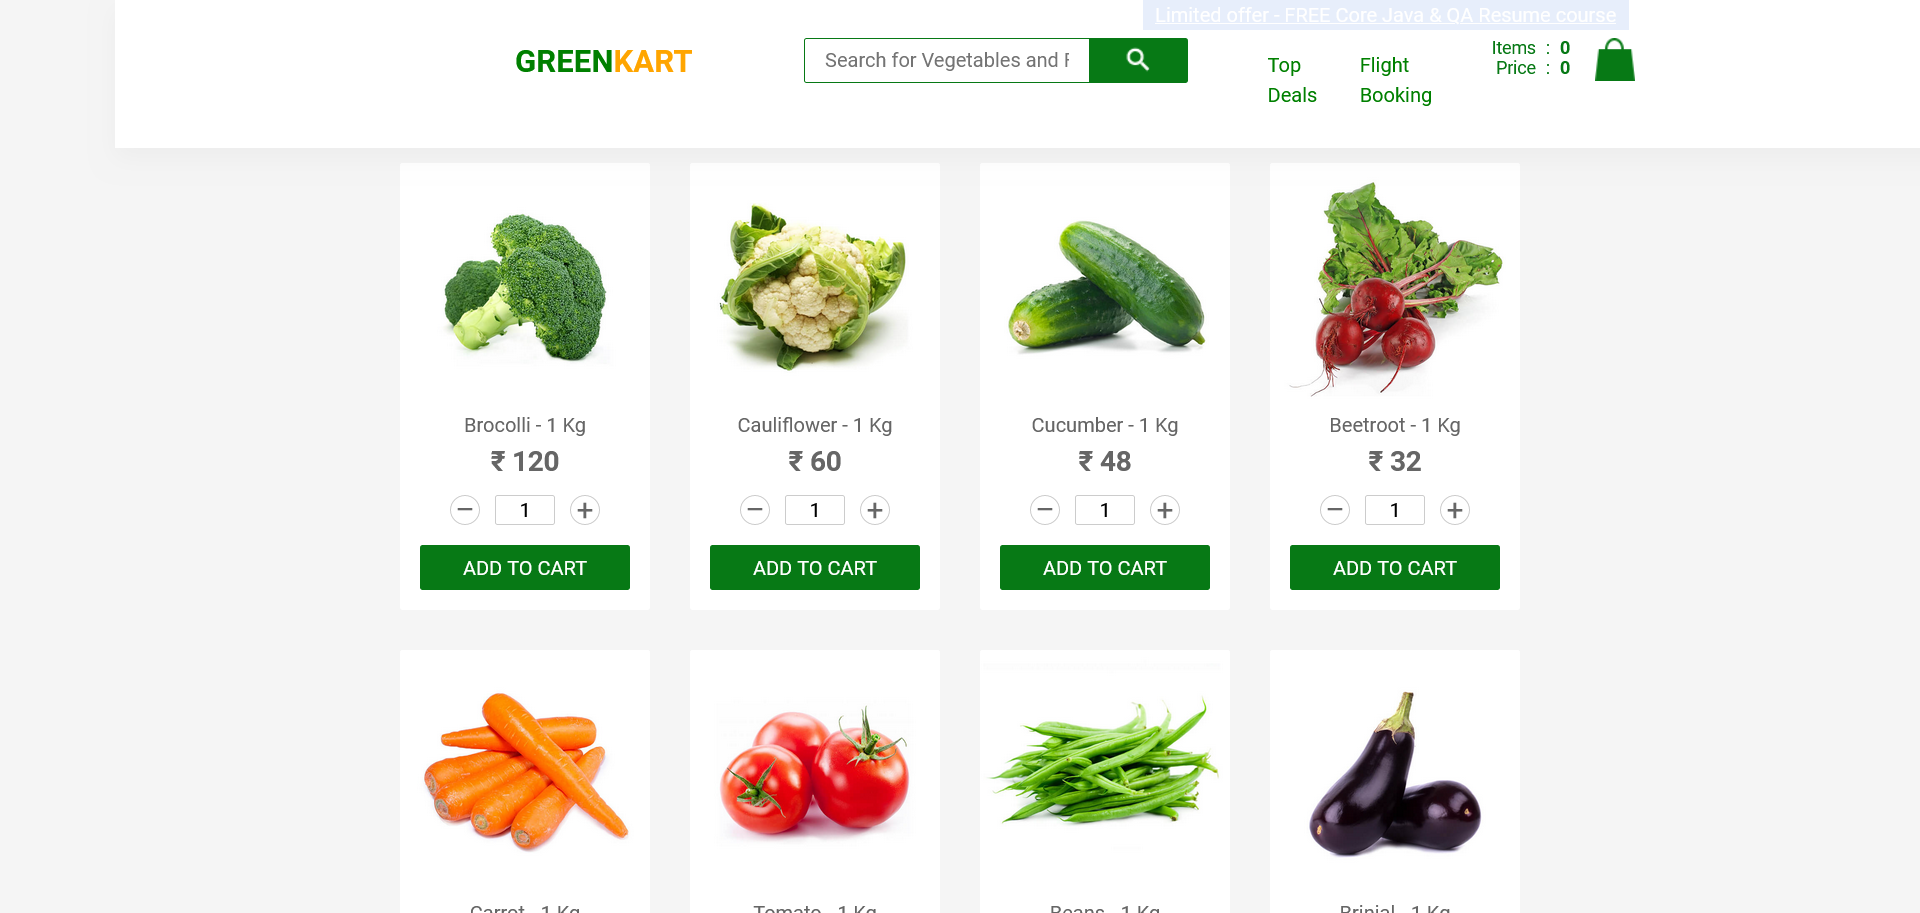 Limited offer - FREE Core Java & QA Resume course
GREENKART
Search for Vegetables and F
Top Deals
Flight Booking
Items : 0
Price : 0
Brocolli - 1 Kg
₹ 120
− 1 +
ADD TO CART
Cauliflower - 1 Kg
₹ 60
− 1 +
ADD TO CART
Cucumber - 1 Kg
₹ 48
− 1 +
ADD TO CART
Beetroot - 1 Kg
₹ 32
− 1 +
ADD TO CART
Carrot - 1 Kg
Tomato - 1 Kg
Beans - 1 Kg
Brinjal - 1 Kg